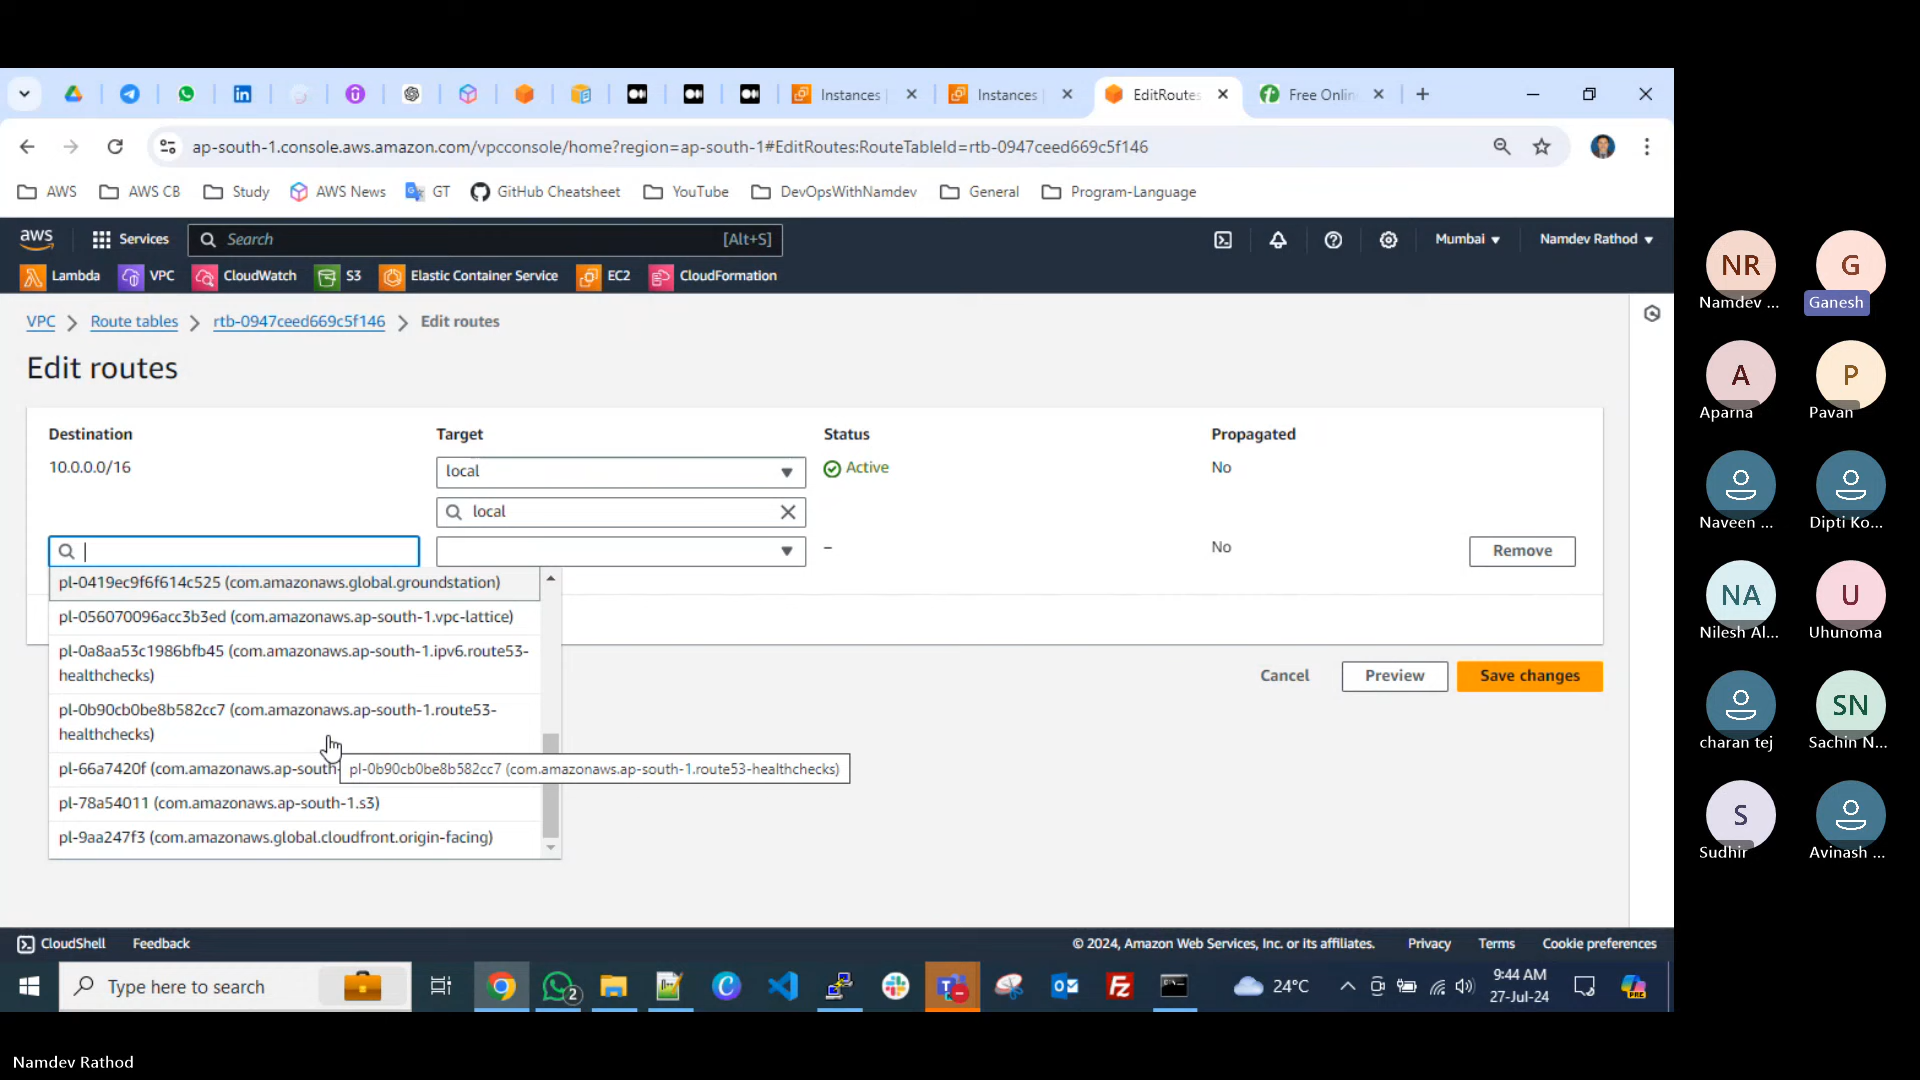 Instances
Instances
EditRoutes
Free Onlin
ap-south-1.console.aws.amazon.com/vpcconsole/home?region=ap-south-1#EditRoutes:RouteTableId=rtb-0947ceed669c5f146
AWS
AWS CB
Study
AWS News
GT
GitHub Cheatsheet
YouTube
DevOpsWithNamdev
General
Program-Language
aws
Services
Search
[Alt+S]
Mumbai
Namdev Rathod
Lambda
VPC
CloudWatch
S3
Elastic Container Service
EC2
CloudFormation
VPC
Route tables
rtb-0947ceed669c5f146
Edit routes
Edit routes
Destination Target Status Propagated
10.0.0.0/16 local Active No
local
– No Remove
pl-0419ec9f6f614c525 (com.amazonaws.global.groundstation)
pl-056070096acc3b3ed (com.amazonaws.ap-south-1.vpc-lattice)
pl-0a8aa53c1986bfb45 (com.amazonaws.ap-south-1.ipv6.route53-
healthchecks)
pl-0b90cb0be8b582cc7 (com.amazonaws.ap-south-1.route53-
healthchecks)
pl-66a7420f (com.amazonaws.ap-south-
pl-0b90cb0be8b582cc7 (com.amazonaws.ap-south-1.route53-healthchecks)
pl-78a54011 (com.amazonaws.ap-south-1.s3)
pl-9aa247f3 (com.amazonaws.global.cloudfront.origin-facing)
Cancel
Preview
Save changes
CloudShell
Feedback
© 2024, Amazon Web Services, Inc. or its affiliates.
Privacy
Terms
Cookie preferences
Type here to search
2
24°C
9:44 AM
27-Jul-24
PRE
NR
Namdev ...
G
Ganesh
A
Aparna
P
Pavan
Naveen ...
Dipti Ko...
NA
Nilesh Al...
U
Uhunoma
charan tej
SN
Sachin N...
S
Sudhir
Avinash ...
Namdev Rathod